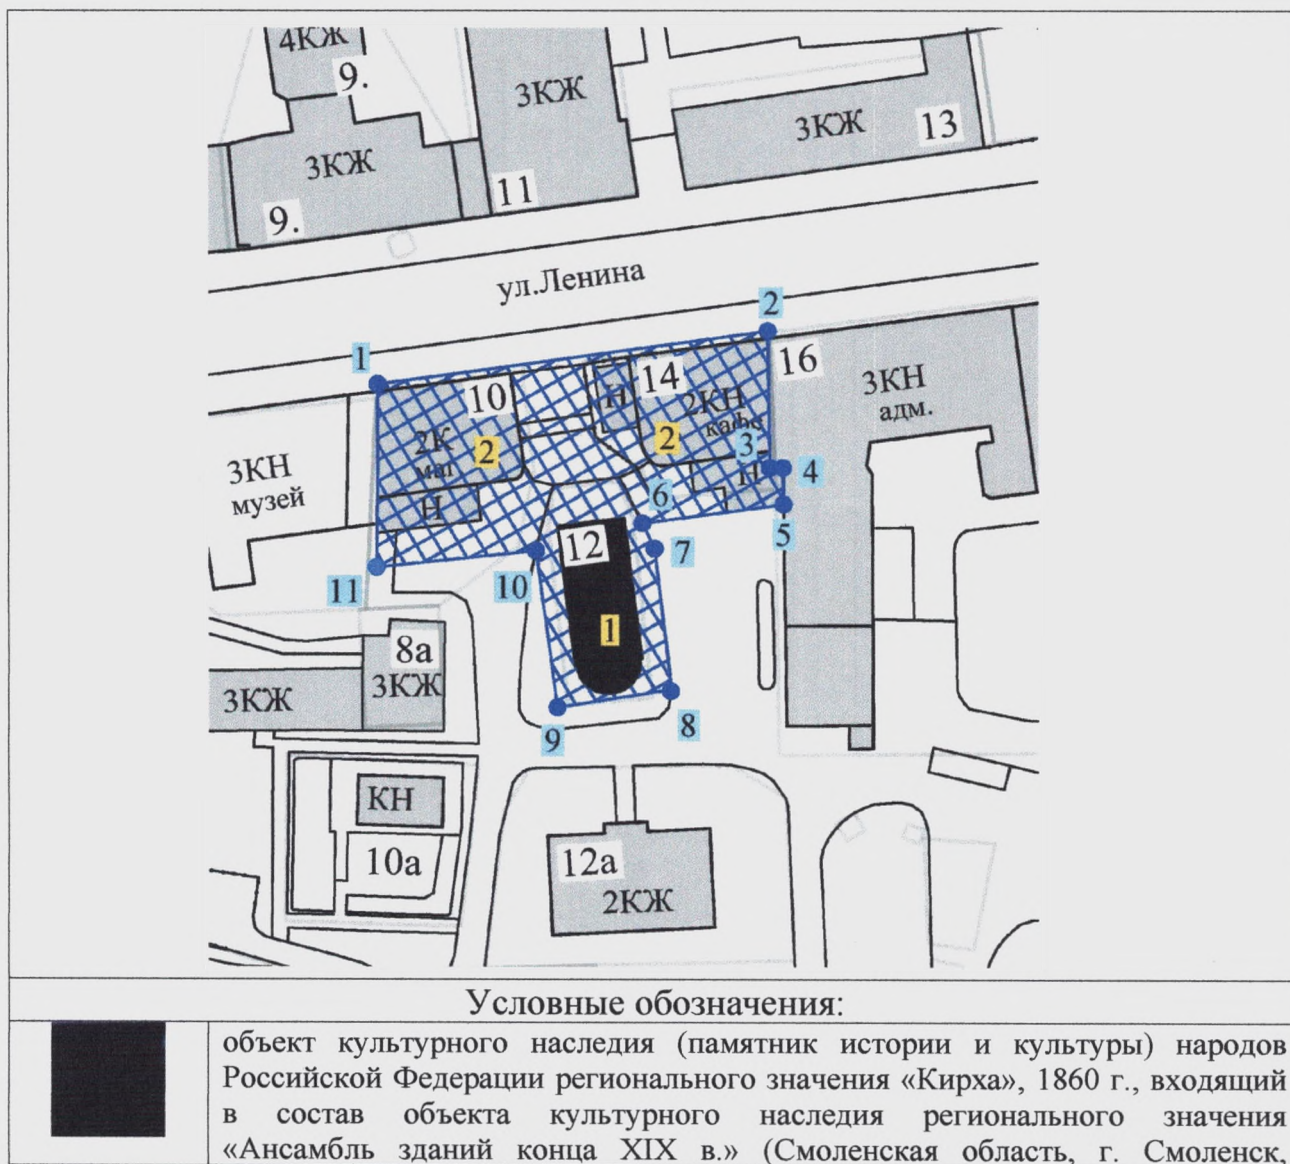 4КЖ
9.
3КЖ
3КЖ
13
3КЖ
11
9.
ул.Ленина
2
1
16
14
3КН
адм.
10
Н
2КН
кафе
2К
маг
2
2
3
4
3КН
музей
Н
Н
6
5
12
7
11
10
1
8а
3КЖ
3КЖ
9
8
КН
10а
12а
2КЖ
Условные обозначения:
объект культурного наследия (памятник истории и культуры) народов
Российской Федерации регионального значения «Кирха», 1860 г., входящий
в состав объекта культурного наследия регионального значения
«Ансамбль зданий конца XIX в.» (Смоленская область, г. Смоленск,